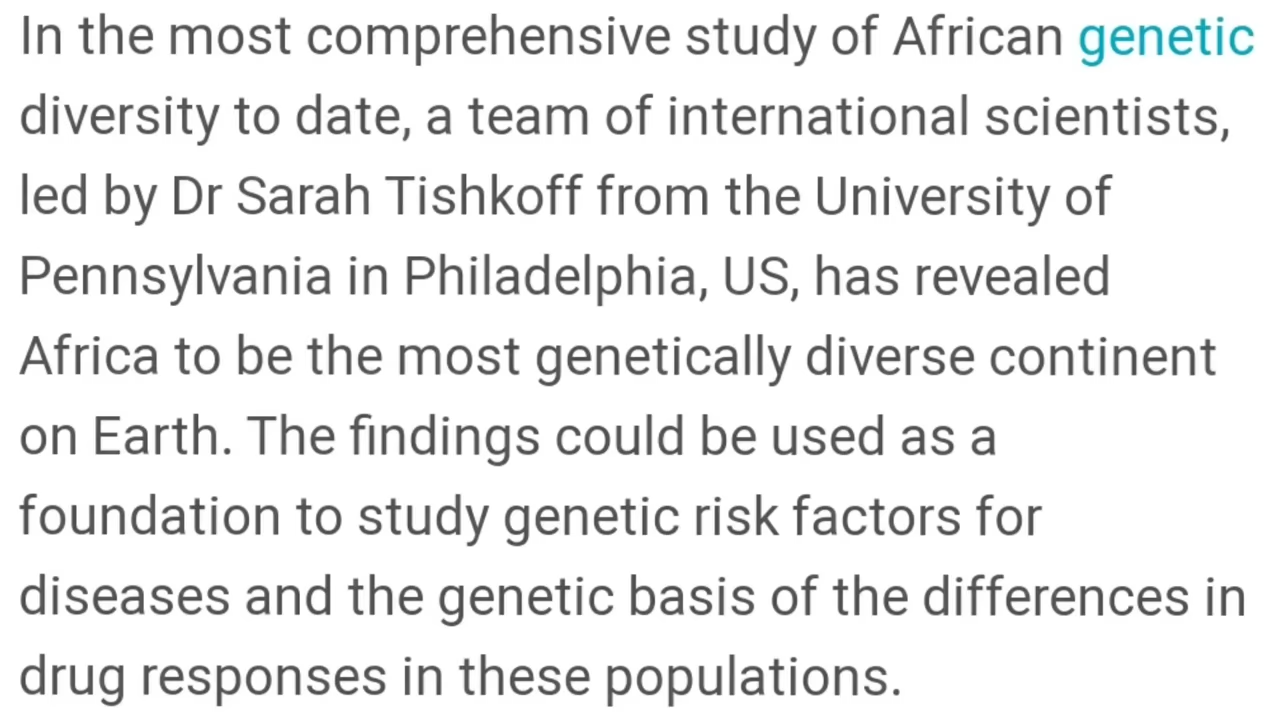 In the most comprehensive study of African genetic
diversity to date, a team of international scientists,
led by Dr Sarah Tishkoff from the University of
Pennsylvania in Philadelphia, US, has revealed
Africa to be the most genetically diverse continent
on Earth. The findings could be used as a
foundation to study genetic risk factors for
diseases and the genetic basis of the differences in
drug responses in these populations.